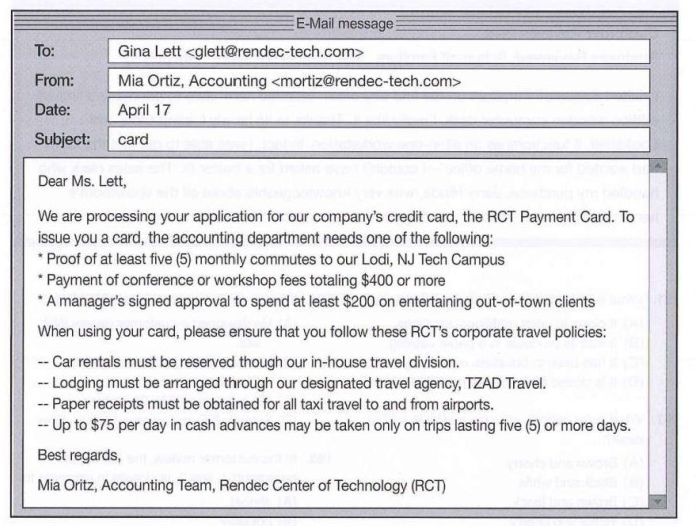 E-Mail message
To: Gina Lett <glett@rendec-tech.com>
From: Mia Ortiz, Accounting <mortiz@rendec-tech.com>
Date: April 17
Subject: card
Dear Ms. Lett,
We are processing your application for our company's credit card, the RCT Payment Card. To
issue you a card, the accounting department needs one of the following:
* Proof of at least five (5) monthly commutes to our Lodi, NJ Tech Campus
* Payment of conference or workshop fees totaling $400 or more
* A manager's signed approval to spend at least $200 on entertaining out-of-town clients
When using your card, please ensure that you follow these RCT's corporate travel policies:
-- Car rentals must be reserved though our in-house travel division.
-- Lodging must be arranged through our designated travel agency, TZAD Travel.
-- Paper receipts must be obtained for all taxi travel to and from airports.
-- Up to $75 per day in cash advances may be taken only on trips lasting five (5) or more days.
Best regards,
Mia Oritz, Accounting Team, Rendec Center of Technology (RCT)